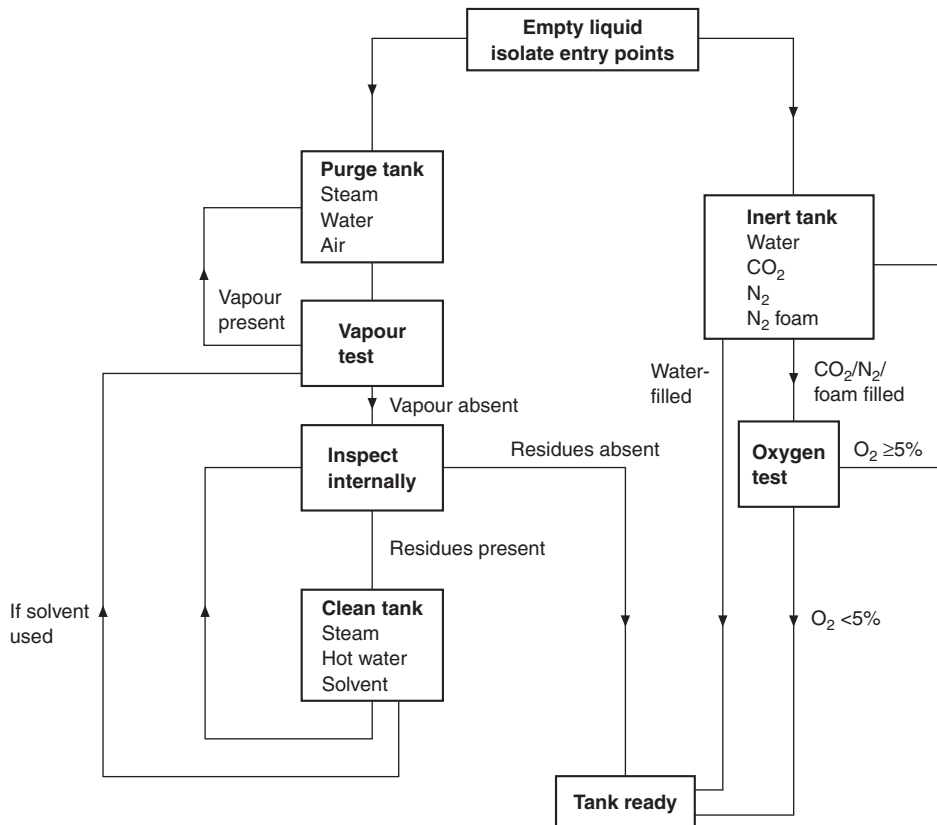 Empty liquid
isolate entry points
Purge tank
Steam
Water
Air
Inert tank
Water
CO₂
N₂
N₂ foam
Vapour
present
Vapour
test
Water-
filled
CO₂/N₂/
foam filled
Vapour absent
Inspect
internally
Residues absent
Oxygen
test
O₂ ≥5%
Residues present
If solvent
used
Clean tank
Steam
Hot water
Solvent
O₂ <5%
Tank ready